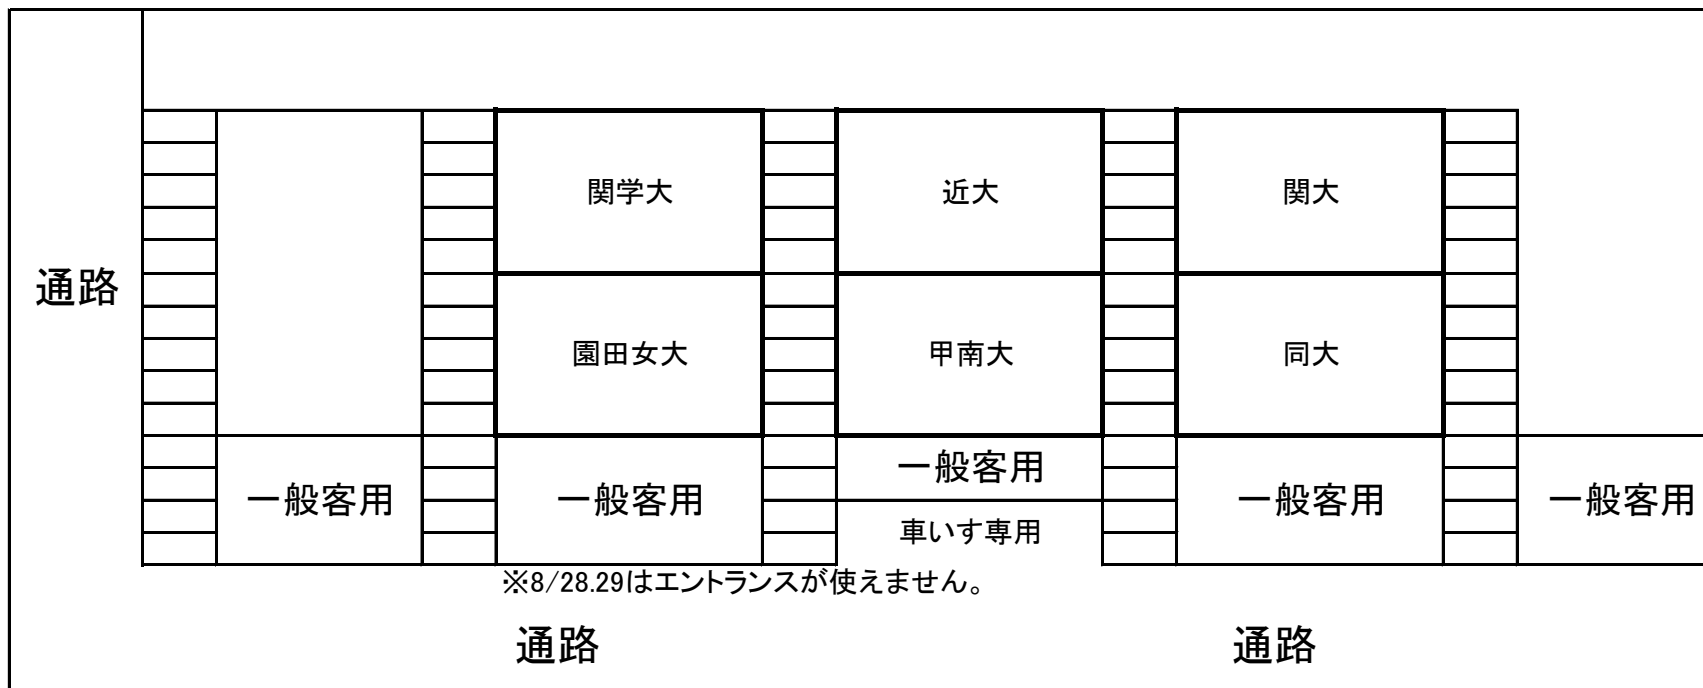 関学大
近大
関大
通路
園田女大
甲南大
同大
一般客用
一般客用
一般客用
車いす専用
一般客用
一般客用
※8/28.29はエントランスが使えません。
通路
通路